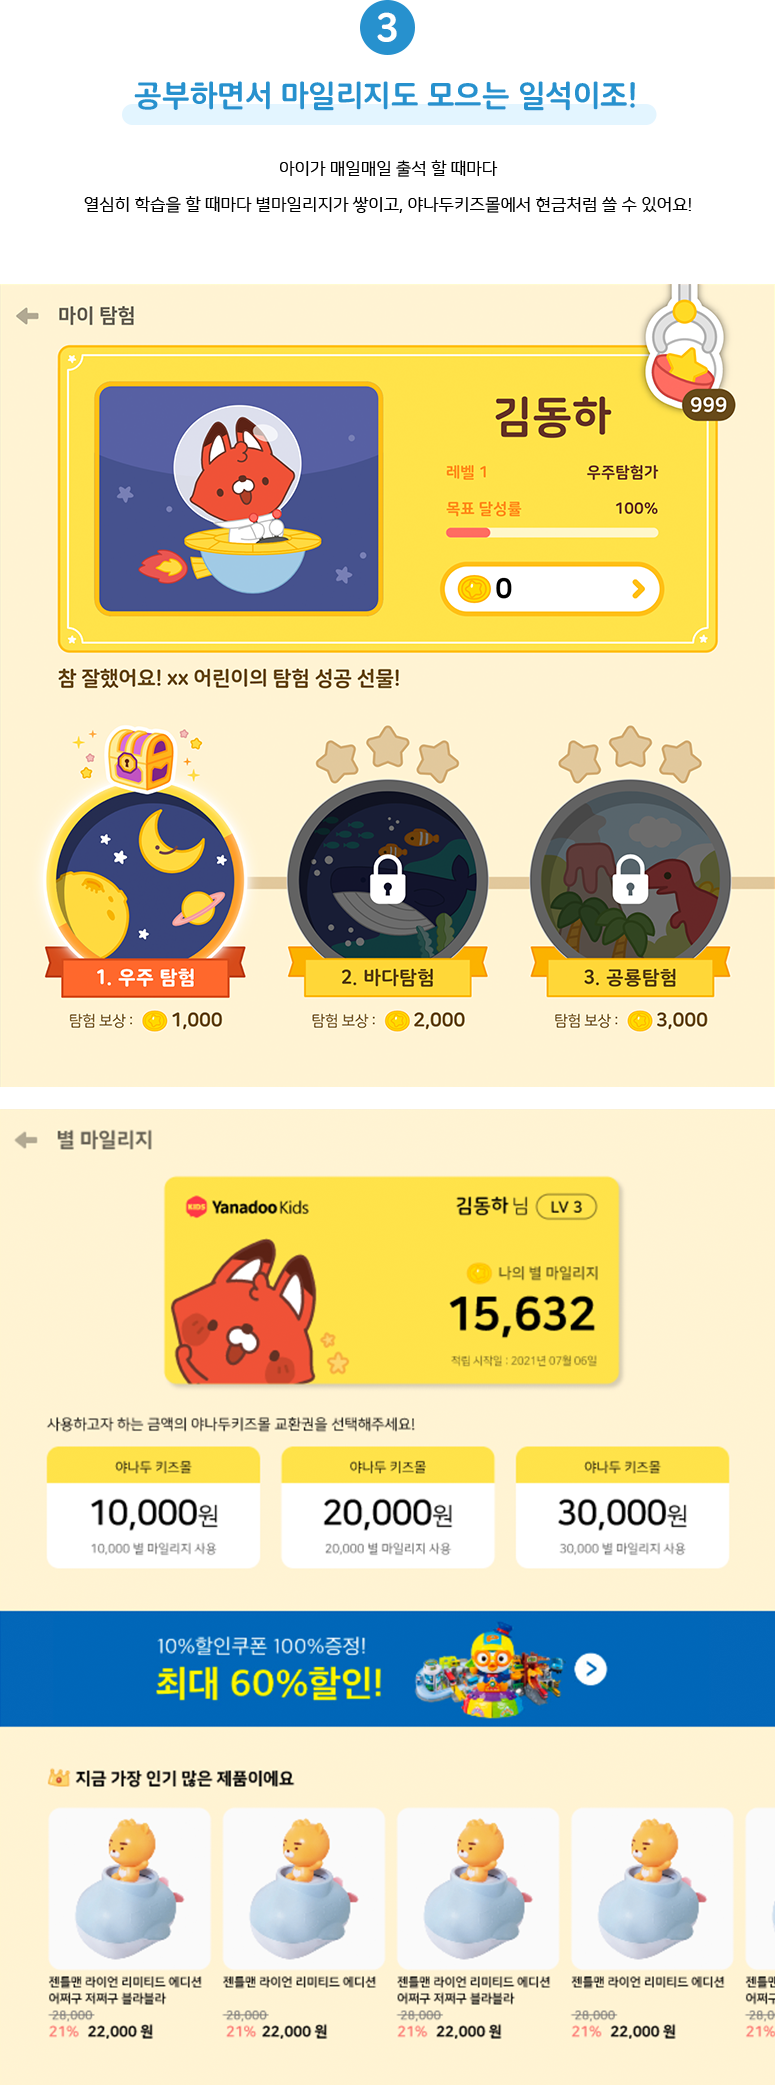 3
공부하면서 마일리지도 모으는 일석이조!
아이가 매일매일 출석 할 때마다
열심히 학습을 할 때마다 별마일리지가 쌓이고, 야나두키즈몰에서 현금처럼 쓸 수 있어요!
마이 탐험
999
김동하
레벨 1 우주탐험가
목표 달성률 100%
0
참 잘했어요! xx 어린이의 탐험 성공 선물!
1. 우주 탐험 2. 바다탐험 3. 공룡탐험
탐험 보상 : 1,000 탐험 보상 : 2,000 탐험 보상 : 3,000
별 마일리지
KIDS Yanadoo Kids 김동하 님 LV 3
나의 별 마일리지
15,632
적립 시작일 : 2021년 07월 06일
사용하고자 하는 금액의 야나두키즈몰 교환권을 선택해주세요!
야나두 키즈몰 야나두 키즈몰 야나두 키즈몰
10,000원 20,000원 30,000원
10,000 별 마일리지 사용 20,000 별 마일리지 사용 30,000 별 마일리지 사용
10%할인쿠폰 100%증정!
최대 60%할인!
지금 가장 인기 많은 제품이에요
젠틀맨 라이언 리미티드 에디션 젠틀맨 라이언 리미티드 에디션 젠틀맨 라이언 리미티드 에디션 젠틀맨 라이언 리미티드 에디션 젠틀
어쩌구 저쩌구 블라블라 어쩌구 저쩌구 블라블라 어쩌구
28,000 28,000 28,000 28,000 28,0
21% 22,000 원 21% 22,000 원 21% 22,000 원 21% 22,000 원 21%